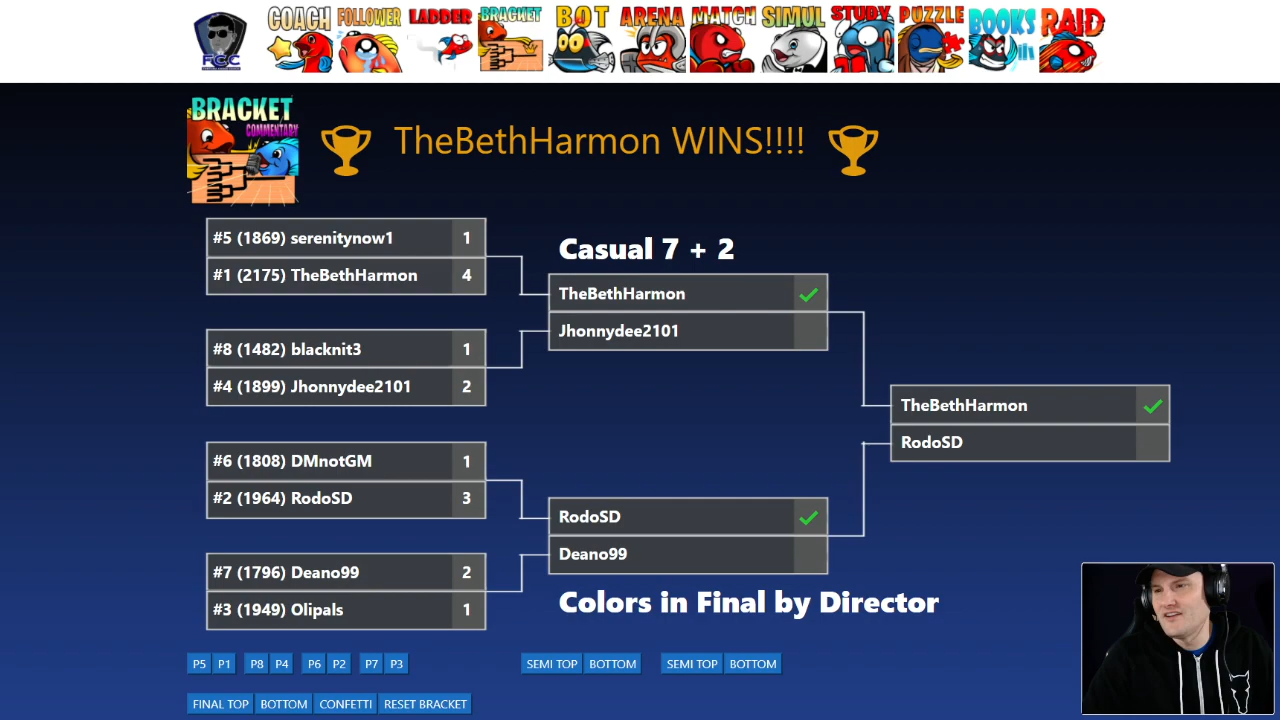 FCC
COACH
FOLLOWER
LADDER
BRACKET
BOT
ARENA
MATCH
SIMUL
STUDY
PUZZLE
BOOKS
RAID
BRACKET
COMMENTARY
TheBethHarmon WINS!!!!
#5 (1869) serenitynow1 1
#1 (2175) TheBethHarmon 4
#8 (1482) blacknit3 1
#4 (1899) Jhonnydee2101 2
#6 (1808) DMnotGM 1
#2 (1964) RodoSD 3
#7 (1796) Deano99 2
#3 (1949) Olipals 1
Casual 7 + 2
TheBethHarmon
Jhonnydee2101
RodoSD
Deano99
Colors in Final by Director
TheBethHarmon
RodoSD
P5 P1 P8 P4 P6 P2 P7 P3 SEMI TOP BOTTOM SEMI TOP BOTTOM
FINAL TOP BOTTOM CONFETTI RESET BRACKET